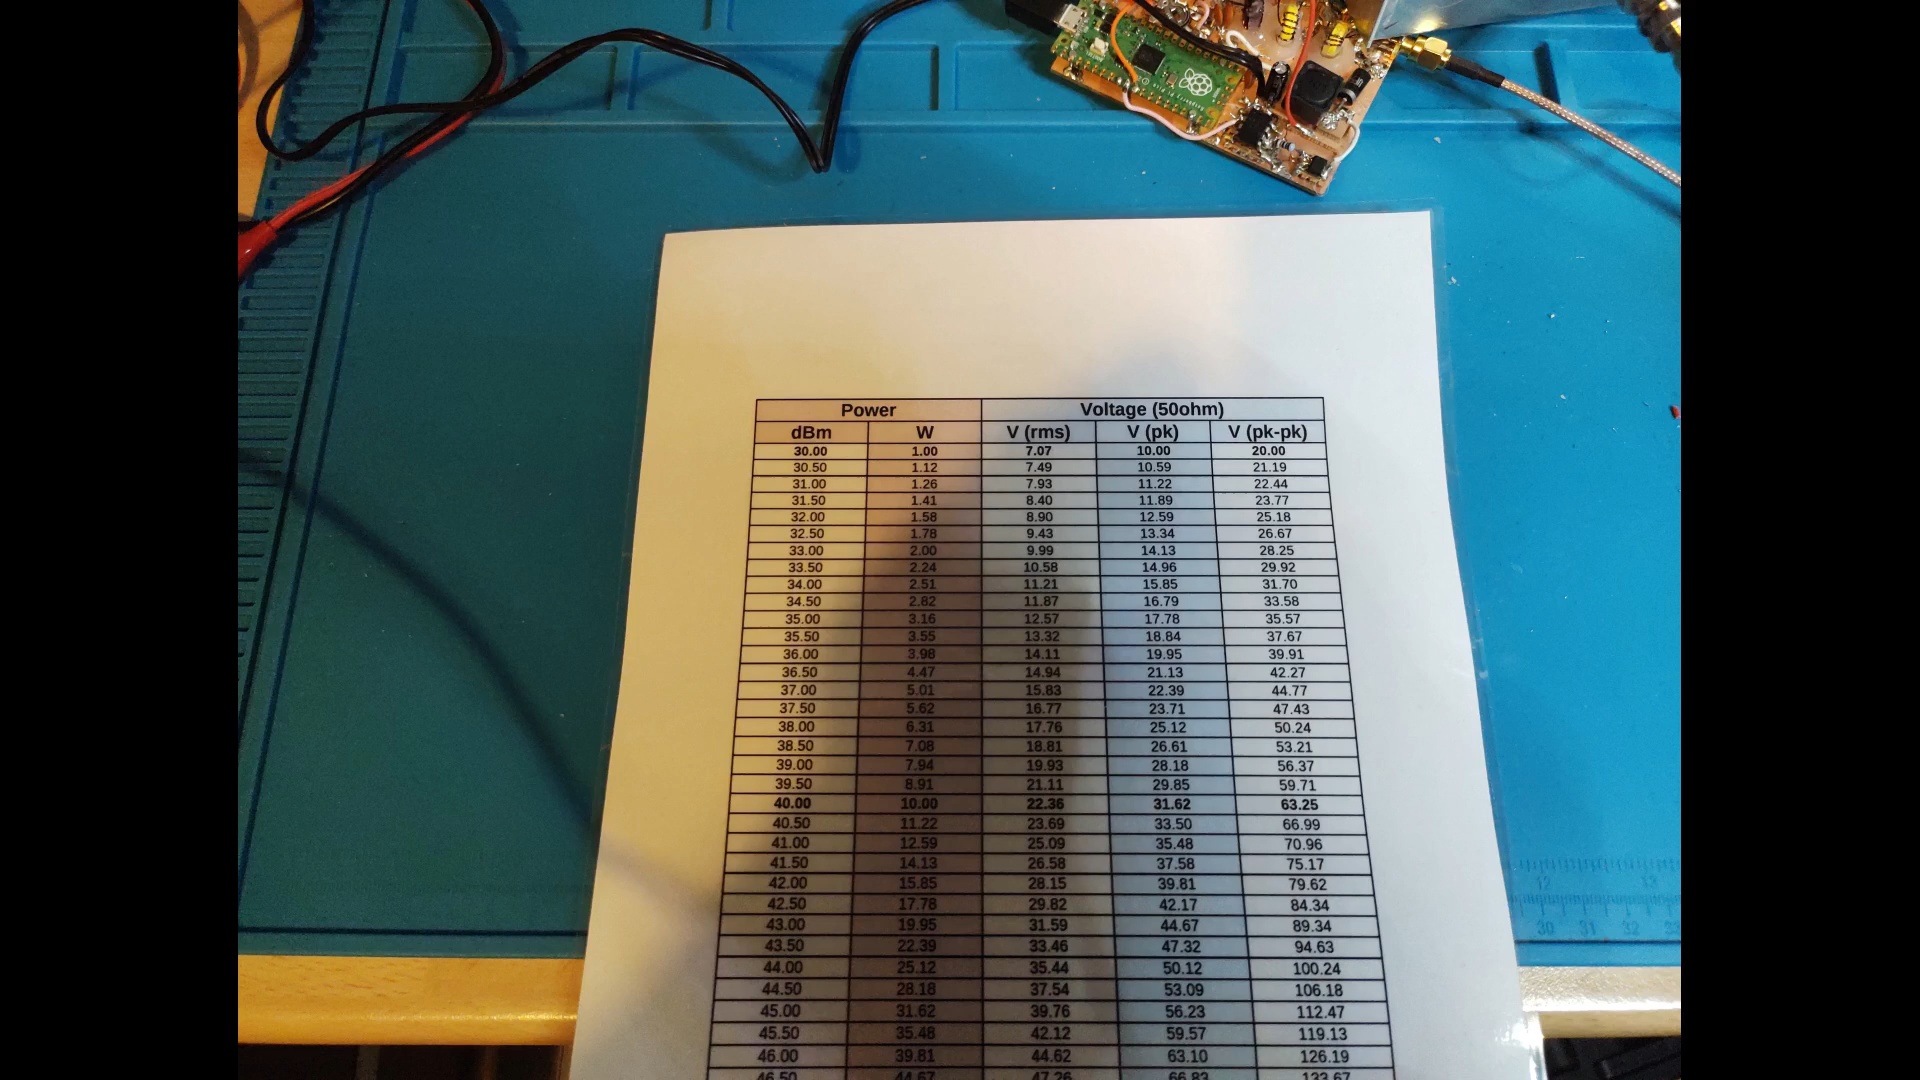 Power Voltage (50ohm)
dBm W V (rms) V (pk) V (pk-pk)
30.00 1.00 7.07 10.00 20.00
30.50 1.12 7.49 10.59 21.19
31.00 1.26 7.93 11.22 22.44
31.50 1.41 8.40 11.89 23.77
32.00 1.58 8.90 12.59 25.18
32.50 1.78 9.43 13.34 26.67
33.00 2.00 9.99 14.13 28.25
33.50 2.24 10.58 14.96 29.92
34.00 2.51 11.21 15.85 31.70
34.50 2.82 11.87 16.79 33.58
35.00 3.16 12.57 17.78 35.57
35.50 3.55 13.32 18.84 37.67
36.00 3.98 14.11 19.95 39.91
36.50 4.47 14.94 21.13 42.27
37.00 5.01 15.83 22.39 44.77
37.50 5.62 16.77 23.71 47.43
38.00 6.31 17.76 25.12 50.24
38.50 7.08 18.81 26.61 53.21
39.00 7.94 19.93 28.18 56.37
39.50 8.91 21.11 29.85 59.71
40.00 10.00 22.36 31.62 63.25
40.50 11.22 23.69 33.50 66.99
41.00 12.59 25.09 35.48 70.96
41.50 14.13 26.58 37.58 75.17
42.00 15.85 28.15 39.81 79.62
42.50 17.78 29.82 42.17 84.34
43.00 19.95 31.59 44.67 89.34
43.50 22.39 33.46 47.32 94.63
44.00 25.12 35.44 50.12 100.24
44.50 28.18 37.54 53.09 106.18
45.00 31.62 39.76 56.23 112.47
45.50 35.48 42.12 59.57 119.13
46.00 39.81 44.62 63.10 126.19
46.50 44.67 47.26 66.83 133.67
12 13
30 31 32 33